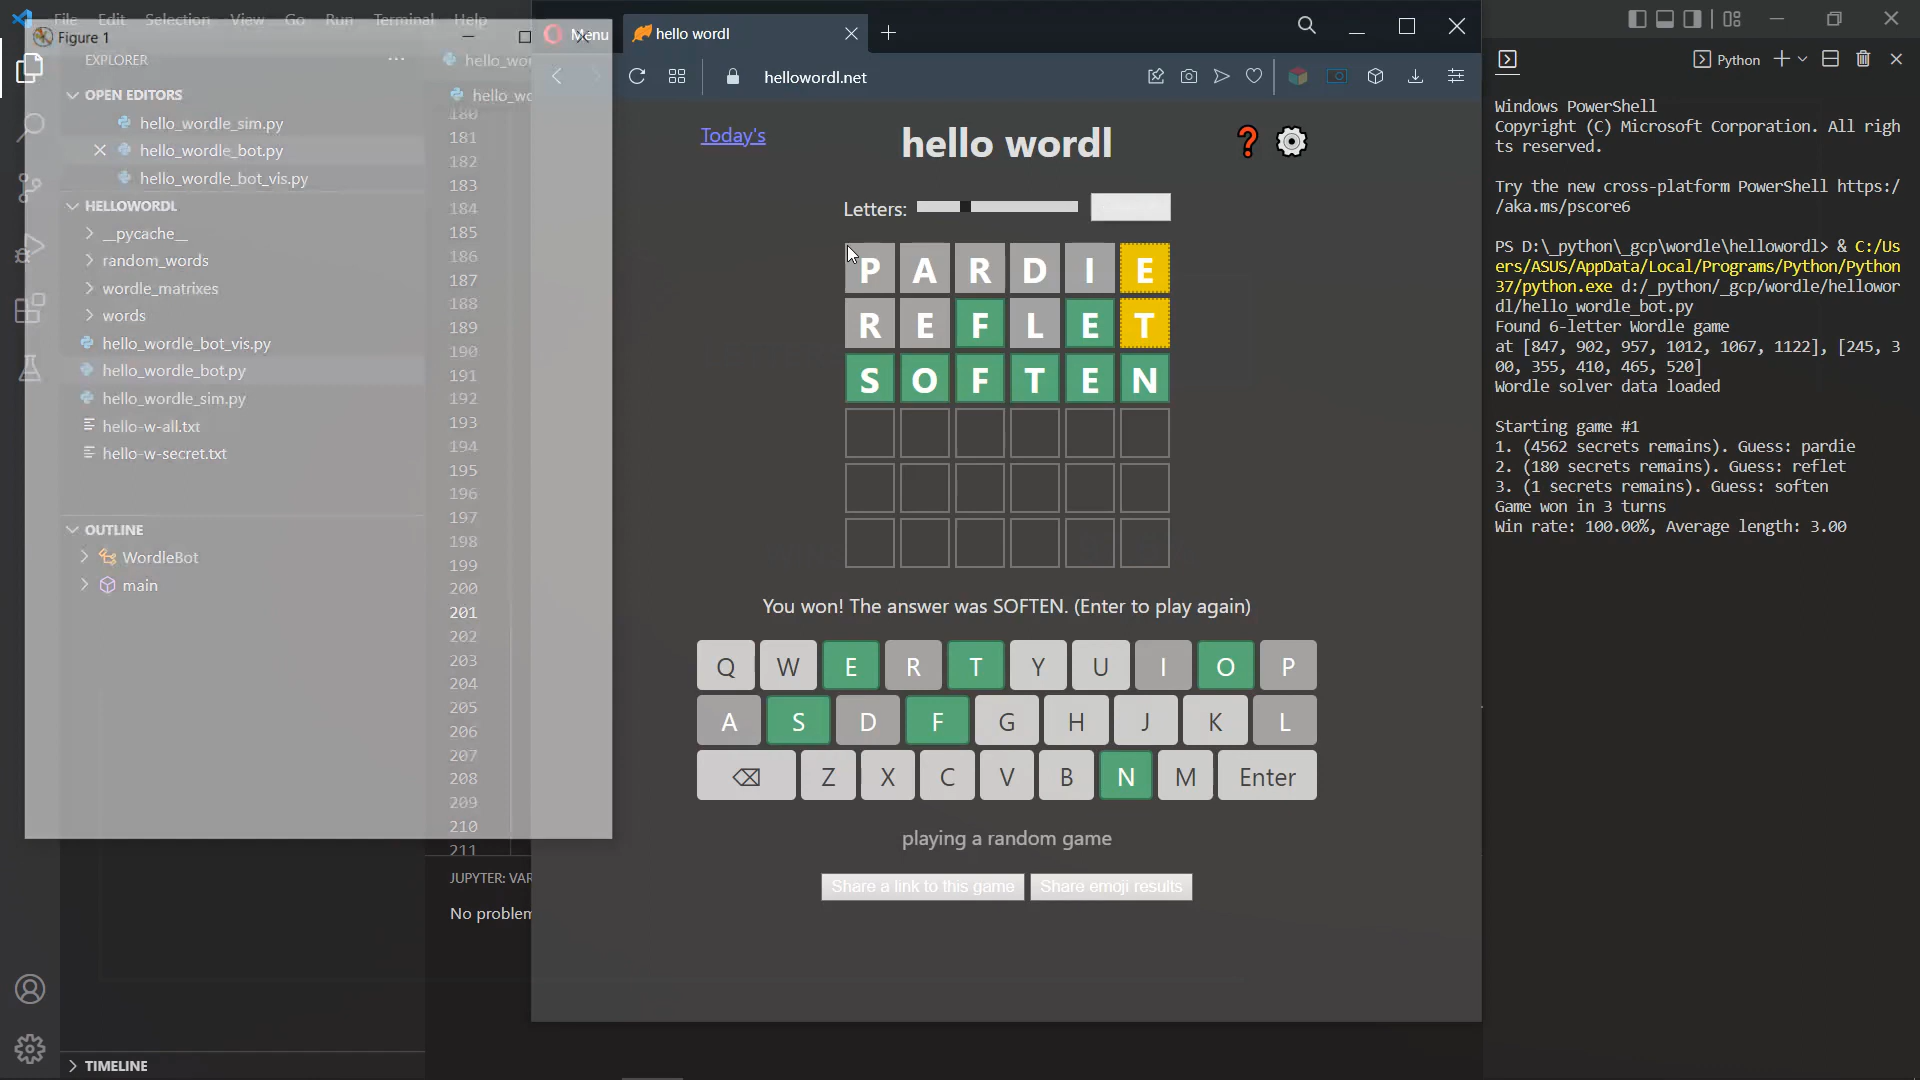 File Edit Selection View Go Run Terminal Help
Figure 1
EXPLORER
OPEN EDITORS
hello_wordle_sim.py
hello_wordle_bot.py
hello_wordle_bot_vis.py
HELLOWORDL
__pycache__
random_words
wordle_matrixes
words
hello_wordle_bot_vis.py
hello_wordle_bot.py
hello_wordle_sim.py
hello-w-all.txt
hello-w-secret.txt
OUTLINE
WordleBot
main
TIMELINE
hello_wor
hello_wo
180
181
182
183
184
185
186
187
188
189
190
191
192
193
194
195
196
197
198
199
200
201
202
203
204
205
206
207
208
209
210
211
JUPYTER: VAR
No problem
Menu
hello wordl
hellowordl.net
Today's
hello wordl
Letters:
P A R D I E
R E F L E T
S O F T E N
You won! The answer was SOFTEN. (Enter to play again)
Q W E R T Y U I O P
A S D F G H J K L
Z X C V B N M Enter
playing a random game
Share a link to this game Share emoji results
Python
Windows PowerShell
Copyright (C) Microsoft Corporation. All righ
ts reserved.
Try the new cross-platform PowerShell https:/
/aka.ms/pscore6
PS D:\_python\_gcp\wordle\hellowordl> & C:/Us
ers/ASUS/AppData/Local/Programs/Python/Python
37/python.exe d:/_python/_gcp/wordle/hellowor
dl/hello_wordle_bot.py
Found 6-letter Wordle game
at [847, 902, 957, 1012, 1067, 1122], [245, 3
00, 355, 410, 465, 520]
Wordle solver data loaded
Starting game #1
1. (4562 secrets remains). Guess: pardie
2. (180 secrets remains). Guess: reflet
3. (1 secrets remains). Guess: soften
Game won in 3 turns
Win rate: 100.00%, Average length: 3.00